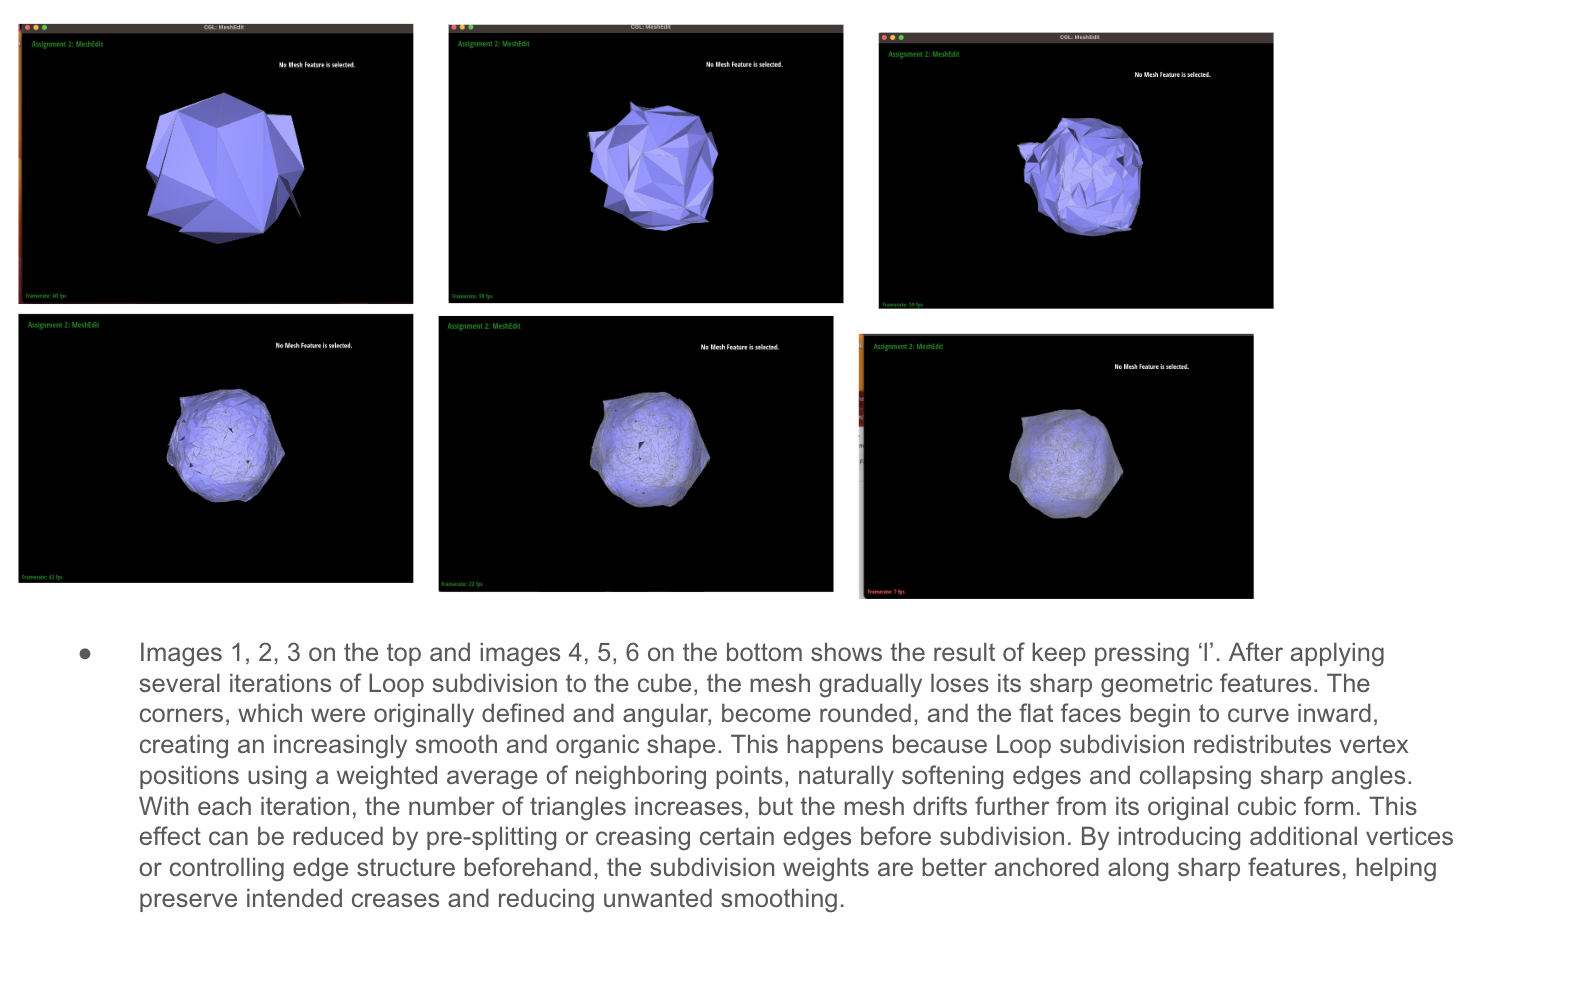 CGL: MeshEdit
Assignment 2: MeshEdit
No Mesh Feature is selected.
Framerate: 60 fps
CGL: MeshEdit
Assignment 2: MeshEdit
No Mesh Feature is selected.
Framerate: 59 fps
CGL: MeshEdit
Assignment 2: MeshEdit
No Mesh Feature is selected.
Framerate: 59 fps
Assignment 2: MeshEdit
No Mesh Feature is selected.
Framerate: 42 fps
Assignment 2: MeshEdit
No Mesh Feature is selected.
Framerate: 22 fps
Assignment 2: MeshEdit
No Mesh Feature is selected.
Framerate: 7 fps
● Images 1, 2, 3 on the top and images 4, 5, 6 on the bottom shows the result of keep pressing ‘l’. After applying
several iterations of Loop subdivision to the cube, the mesh gradually loses its sharp geometric features. The
corners, which were originally defined and angular, become rounded, and the flat faces begin to curve inward,
creating an increasingly smooth and organic shape. This happens because Loop subdivision redistributes vertex
positions using a weighted average of neighboring points, naturally softening edges and collapsing sharp angles.
With each iteration, the number of triangles increases, but the mesh drifts further from its original cubic form. This
effect can be reduced by pre-splitting or creasing certain edges before subdivision. By introducing additional vertices
or controlling edge structure beforehand, the subdivision weights are better anchored along sharp features, helping
preserve intended creases and reducing unwanted smoothing.